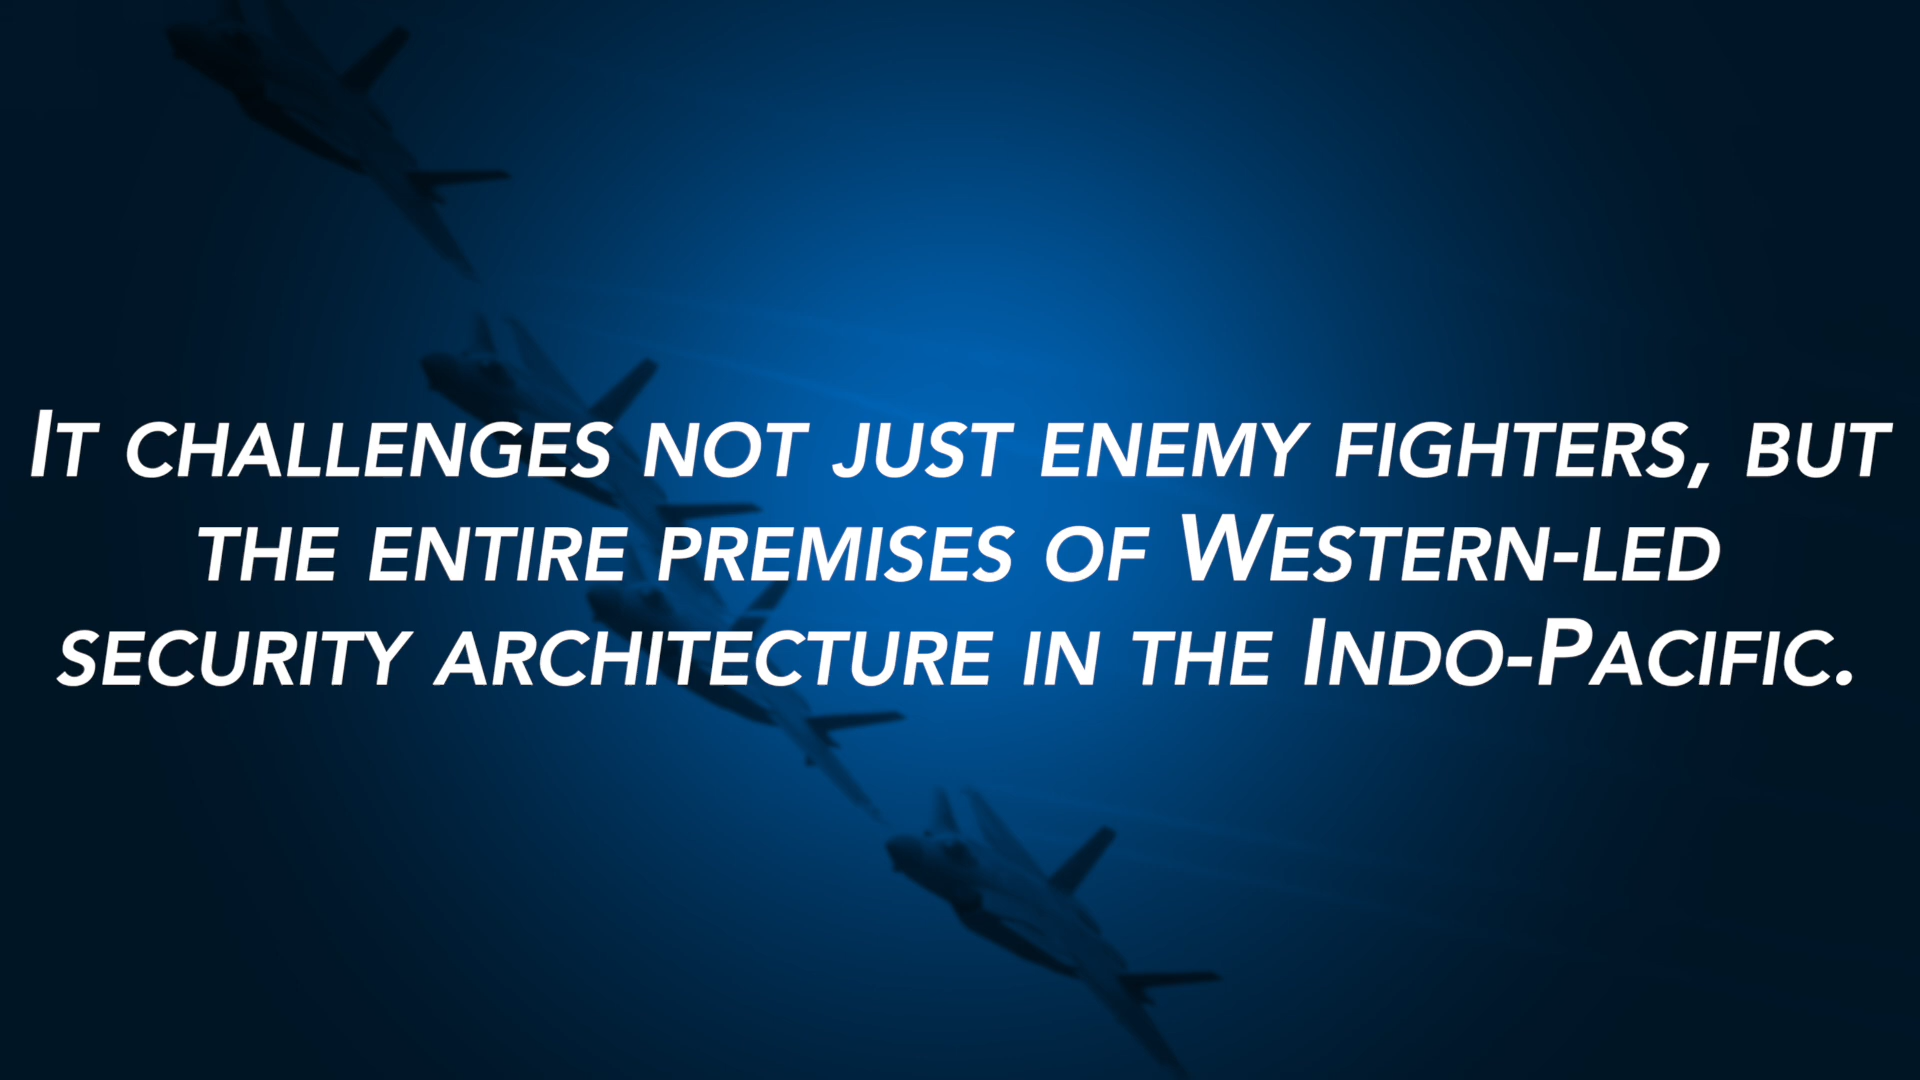 It challenges not just enemy fighters, but
the entire premises of Western-led
security architecture in the Indo-Pacific.